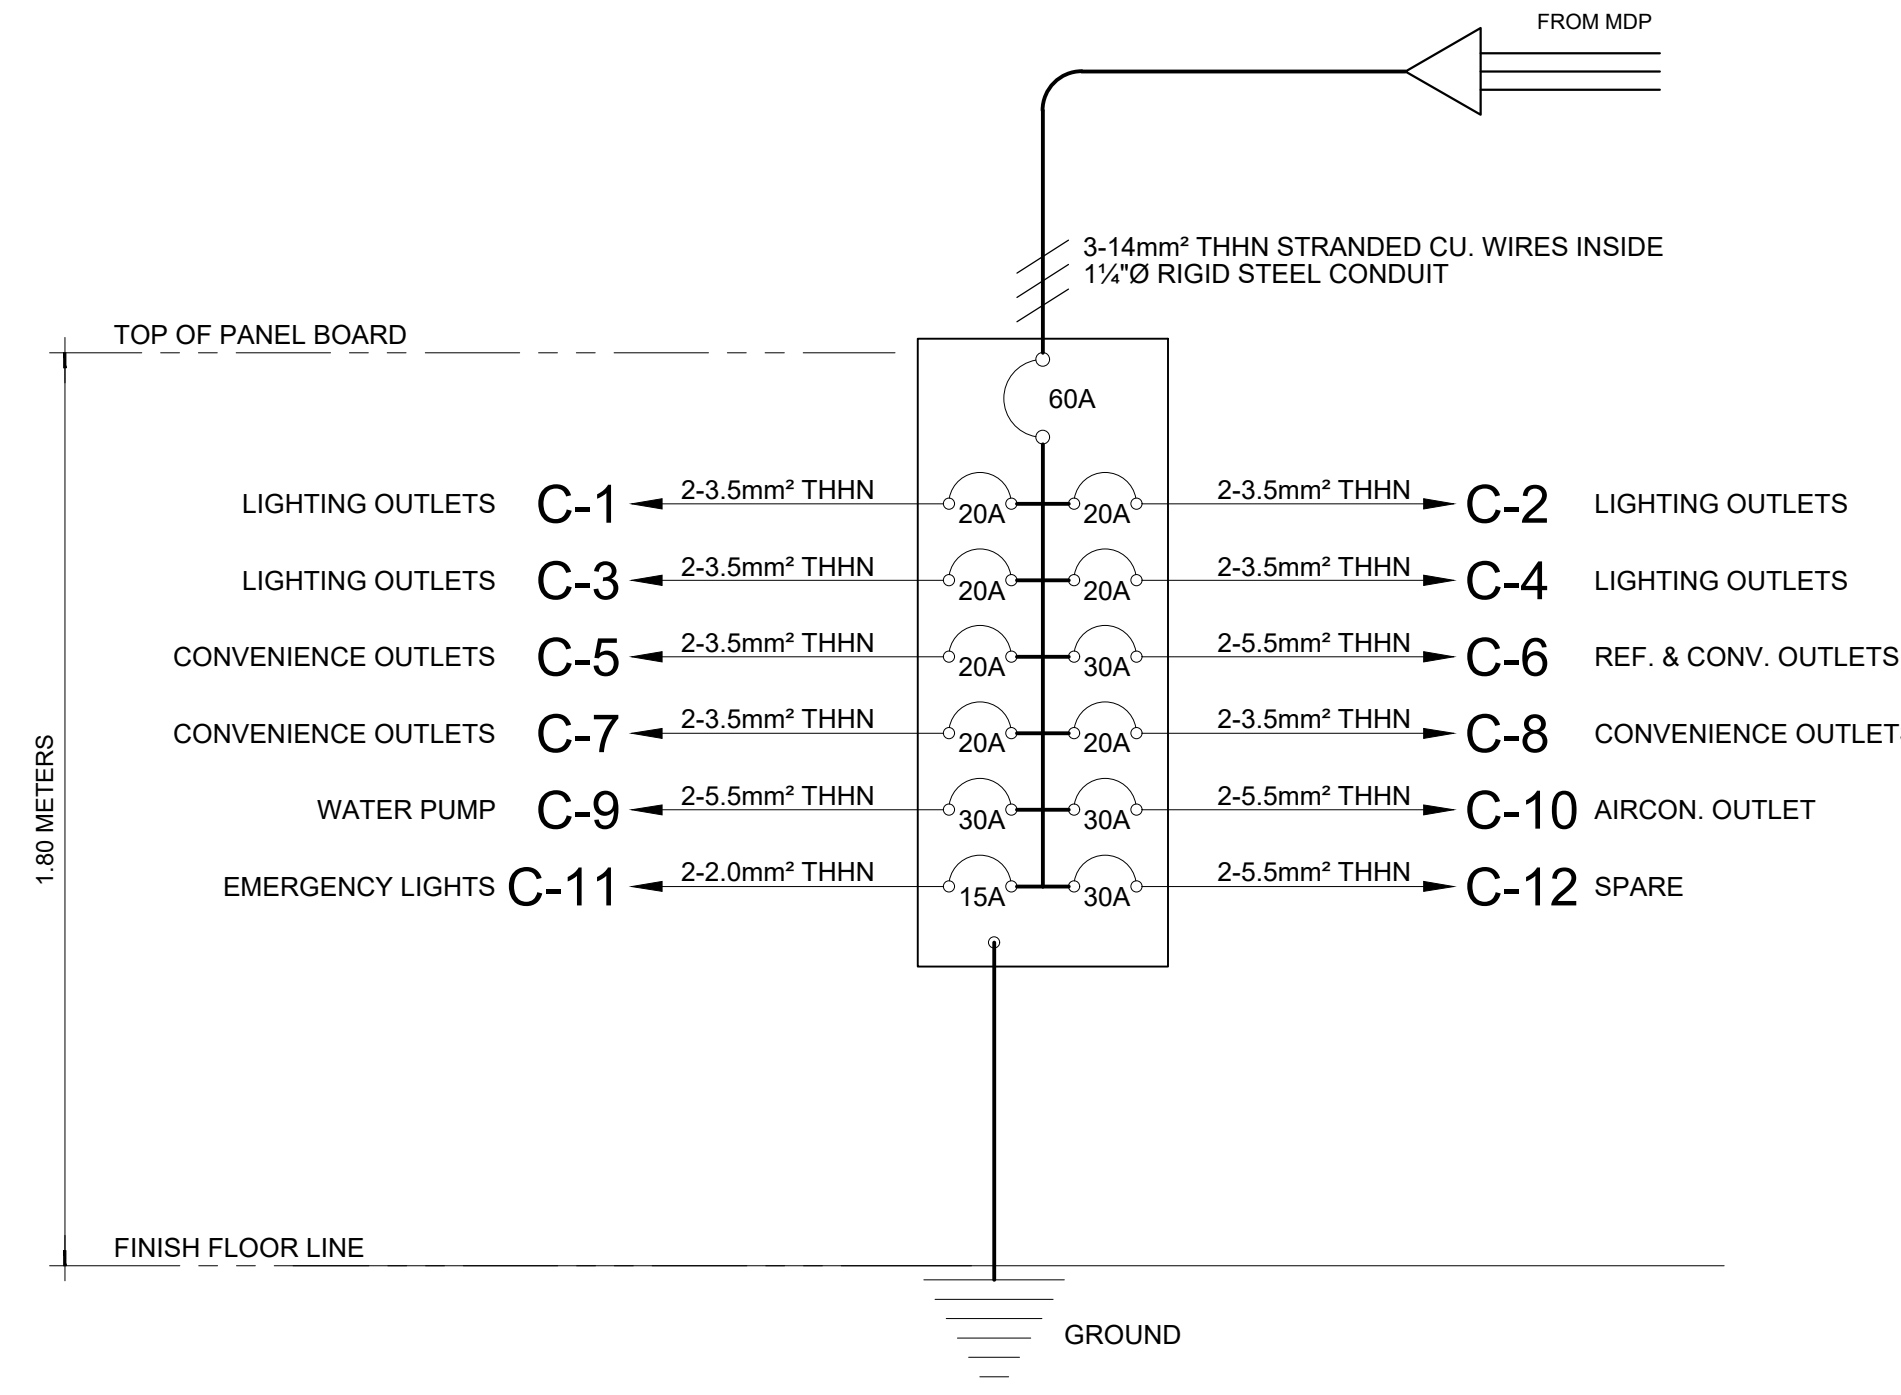 FROM MDP
3-14mm² THHN STRANDED CU. WIRES INSIDE
1¼"Ø RIGID STEEL CONDUIT
TOP OF PANEL BOARD
60A
LIGHTING OUTLETS C-1 2-3.5mm² THHN 20A 20A 2-3.5mm² THHN C-2 LIGHTING OUTLETS
LIGHTING OUTLETS C-3 2-3.5mm² THHN 20A 20A 2-3.5mm² THHN C-4 LIGHTING OUTLETS
CONVENIENCE OUTLETS C-5 2-3.5mm² THHN 20A 30A 2-5.5mm² THHN C-6 REF. & CONV. OUTLETS
CONVENIENCE OUTLETS C-7 2-3.5mm² THHN 20A 20A 2-3.5mm² THHN C-8 CONVENIENCE OUTLET
WATER PUMP C-9 2-5.5mm² THHN 30A 30A 2-5.5mm² THHN C-10 AIRCON. OUTLET
EMERGENCY LIGHTS C-11 2-2.0mm² THHN 15A 30A 2-5.5mm² THHN C-12 SPARE
1.80 METERS
FINISH FLOOR LINE
GROUND